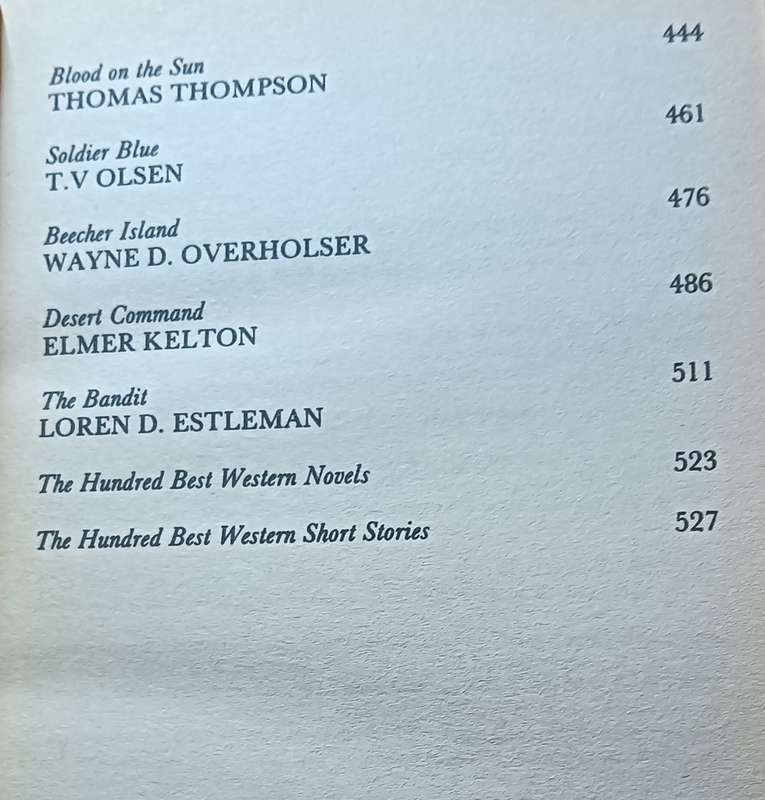 Blood on the Sun 444
THOMAS THOMPSON
Soldier Blue 461
T.V OLSEN
Beecher Island 476
WAYNE D. OVERHOLSER
Desert Command 486
ELMER KELTON
The Bandit 511
LOREN D. ESTLEMAN
The Hundred Best Western Novels 523
The Hundred Best Western Short Stories 527